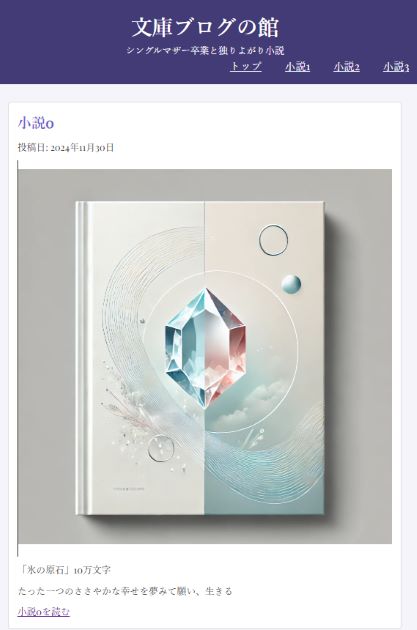 文庫ブログの館
シングルマザー卒業と独りよがり小説
トップ 小説1 小説2 小説3
小説0
投稿日: 2024年11月30日
「氷の原石」10万文字
たった一つのささやかな幸せを夢みて願い、生きる
小説0を読む